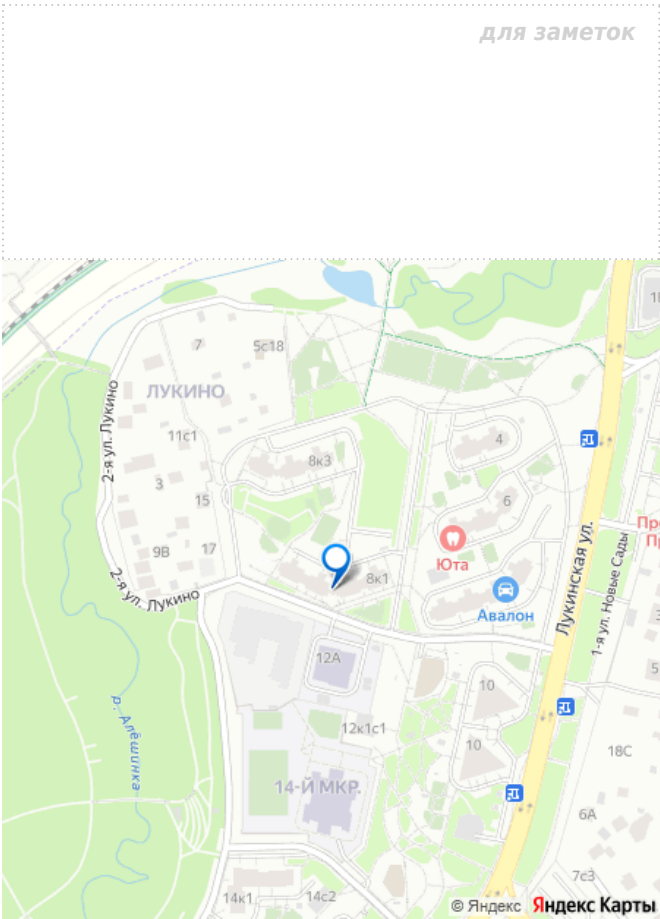 для заметок
7
5с18
ЛУКИНО
2-я ул. Лукино
11с1
3
15
9В
17
2-я ул. Лукино
8к3
4
6
Юта
8к1
Авалон
Лукинская ул.
1-я ул. Новые Сады
12А
10
12к1с1
10
р. Алёшинка
14-Й МКР.
18С
6А
7с3
14к1
14с2
© Яндекс Яндекс Карты